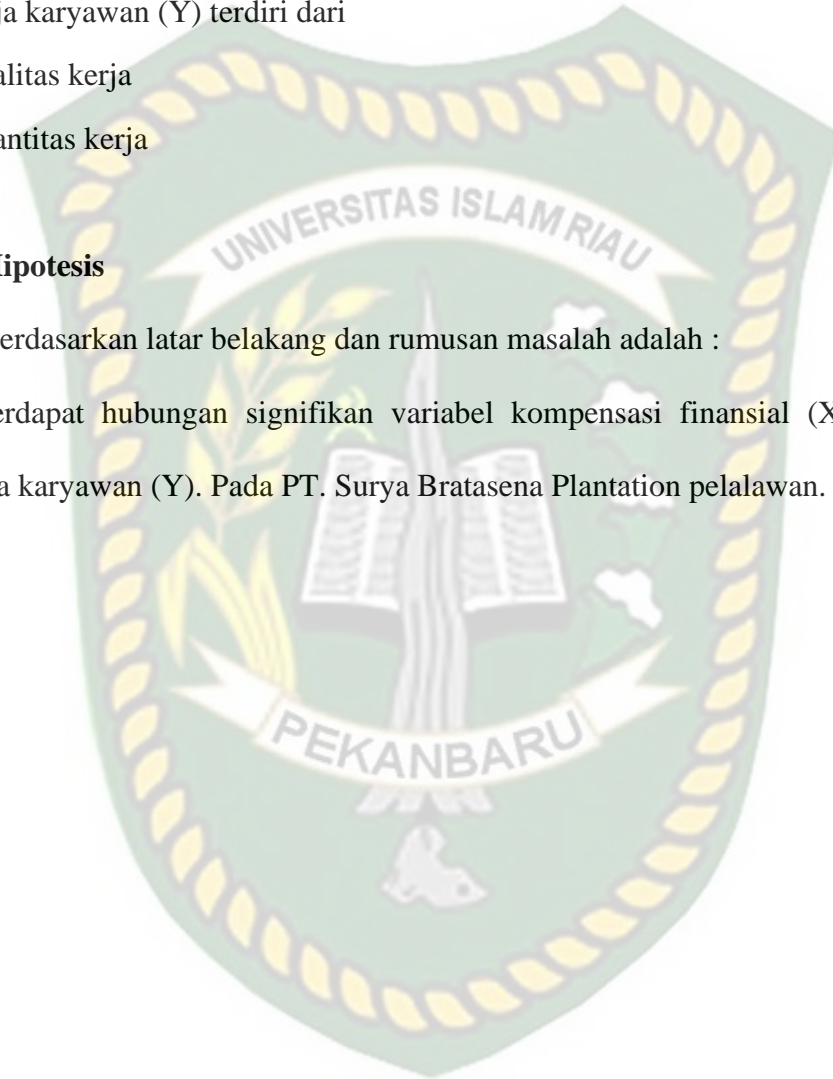 ja karyawan (Y) terdiri dari
alitas kerja
antitas kerja
UNIVERSITAS ISLAM RIAU
Hipotesis
erdasarkan latar belakang dan rumusan masalah adalah :
erdapat hubungan signifikan variabel kompensasi finansial (X
a karyawan (Y). Pada PT. Surya Bratasena Plantation pelalawan.
PEKANBARU